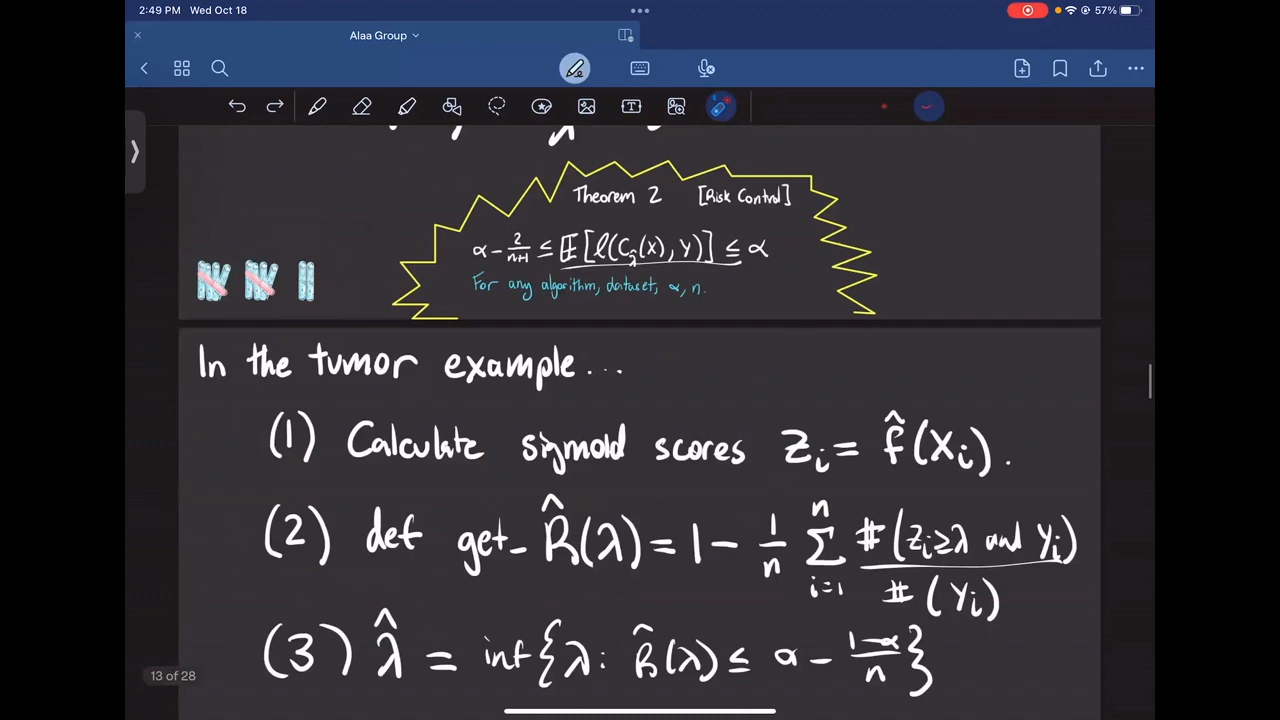 2:49 PM Wed Oct 18
57%
Alaa Group
Theorem 2 [Risk Control]
α - 2/(n+1) ≤ 𝔼[ℓ(C_λ̂(X), Y)] ≤ α
For any algorithm, dataset, α, n.
In the tumor example...
(1) Calculate sigmoid scores Z_i = f̂(X_i).
(2) def get_R̂(λ) = 1 - 1/n Σ_{i=1}^n #(Z_i ≥ λ and Y_i) / #(Y_i)
(3) λ̂ = inf{λ: R̂(λ) ≤ α - (1-α)/n}
13 of 28